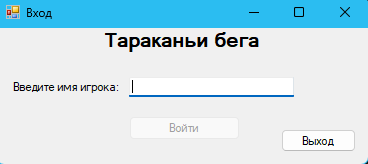 Вход
Тараканьи бега
Введите имя игрока:
Войти
Выход